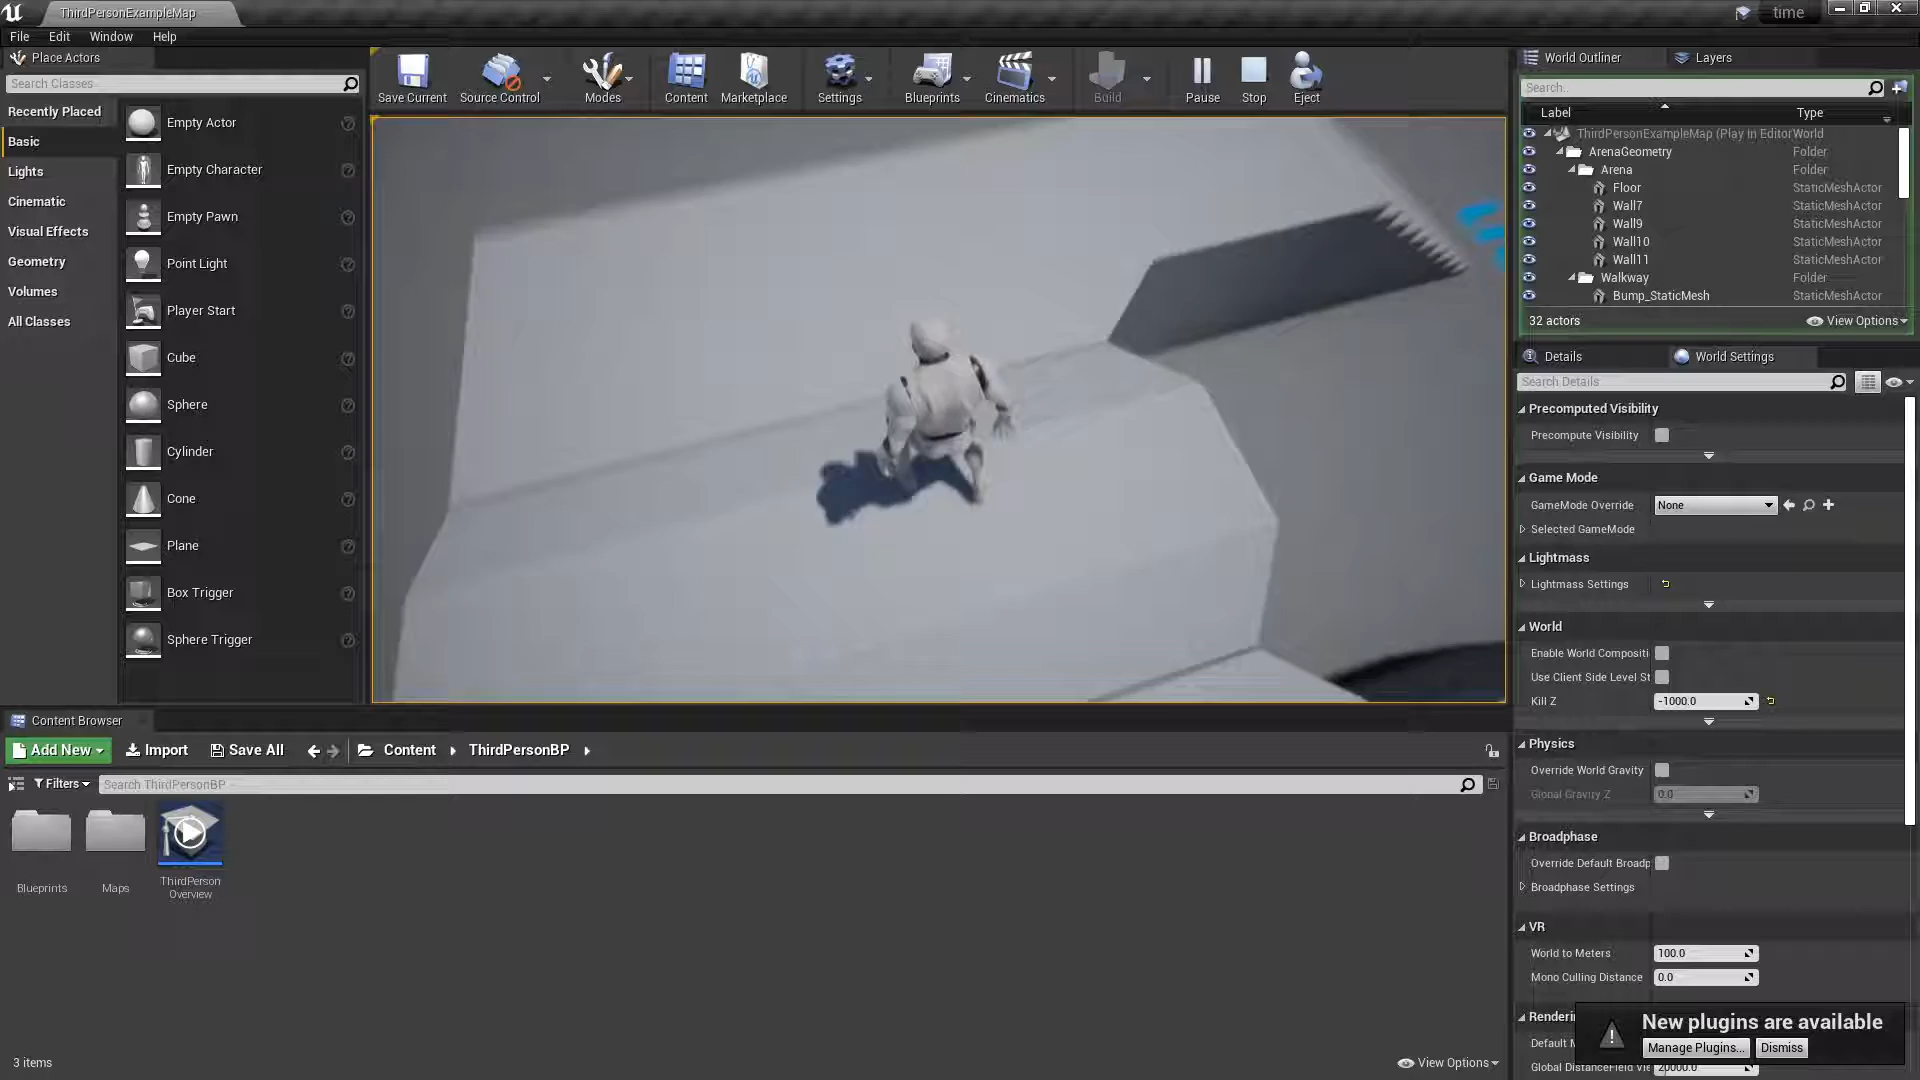 ThirdPersonExampleMap
time
File Edit Window Help
Place Actors
Search Classes
Recently Placed
Basic
Lights
Cinematic
Visual Effects
Geometry
Volumes
All Classes
Empty Actor
Empty Character
Empty Pawn
Point Light
Player Start
Cube
Sphere
Cylinder
Cone
Plane
Box Trigger
Sphere Trigger
Save Current
Source Control
Modes
Content
Marketplace
Settings
Blueprints
Cinematics
Build
Pause
Stop
Eject
World Outliner
Layers
Search..
Label Type
ThirdPersonExampleMap (Play In Editor World
ArenaGeometry Folder
Arena Folder
Floor StaticMeshActor
Wall7 StaticMeshActor
Wall9 StaticMeshActor
Wall10 StaticMeshActor
Wall11 StaticMeshActor
Walkway Folder
Bump_StaticMesh StaticMeshActor
32 actors
View Options
Details
World Settings
Search Details
Precomputed Visibility
Precompute Visibility
Game Mode
GameMode Override None
Selected GameMode
Lightmass
Lightmass Settings
World
Enable World Compositi
Use Client Side Level St
Kill Z -1000.0
Physics
Override World Gravity
Global Gravity Z 0.0
Broadphase
Override Default Broadp
Broadphase Settings
VR
World to Meters 100.0
Mono Culling Distance 0.0
Renderin
Default M
Global DistanceField Vie 20000.0
New plugins are available
Manage Plugins... Dismiss
Content Browser
Add New Import Save All Content ThirdPersonBP
Filters
Search ThirdPersonBP
Blueprints
Maps
ThirdPerson
Overview
3 items
View Options